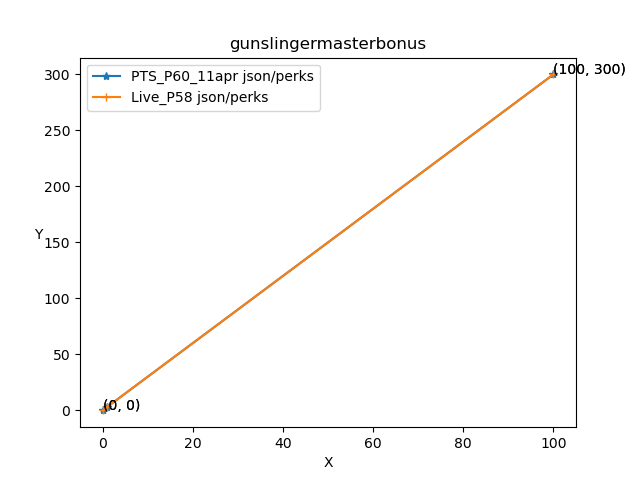 gunslingermasterbonus
PTS_P60_11apr json/perks
Live_P58 json/perks
(100, 300)
(0, 0)
Y
300
250
200
150
100
50
0
0 20 40 60 80 100
X